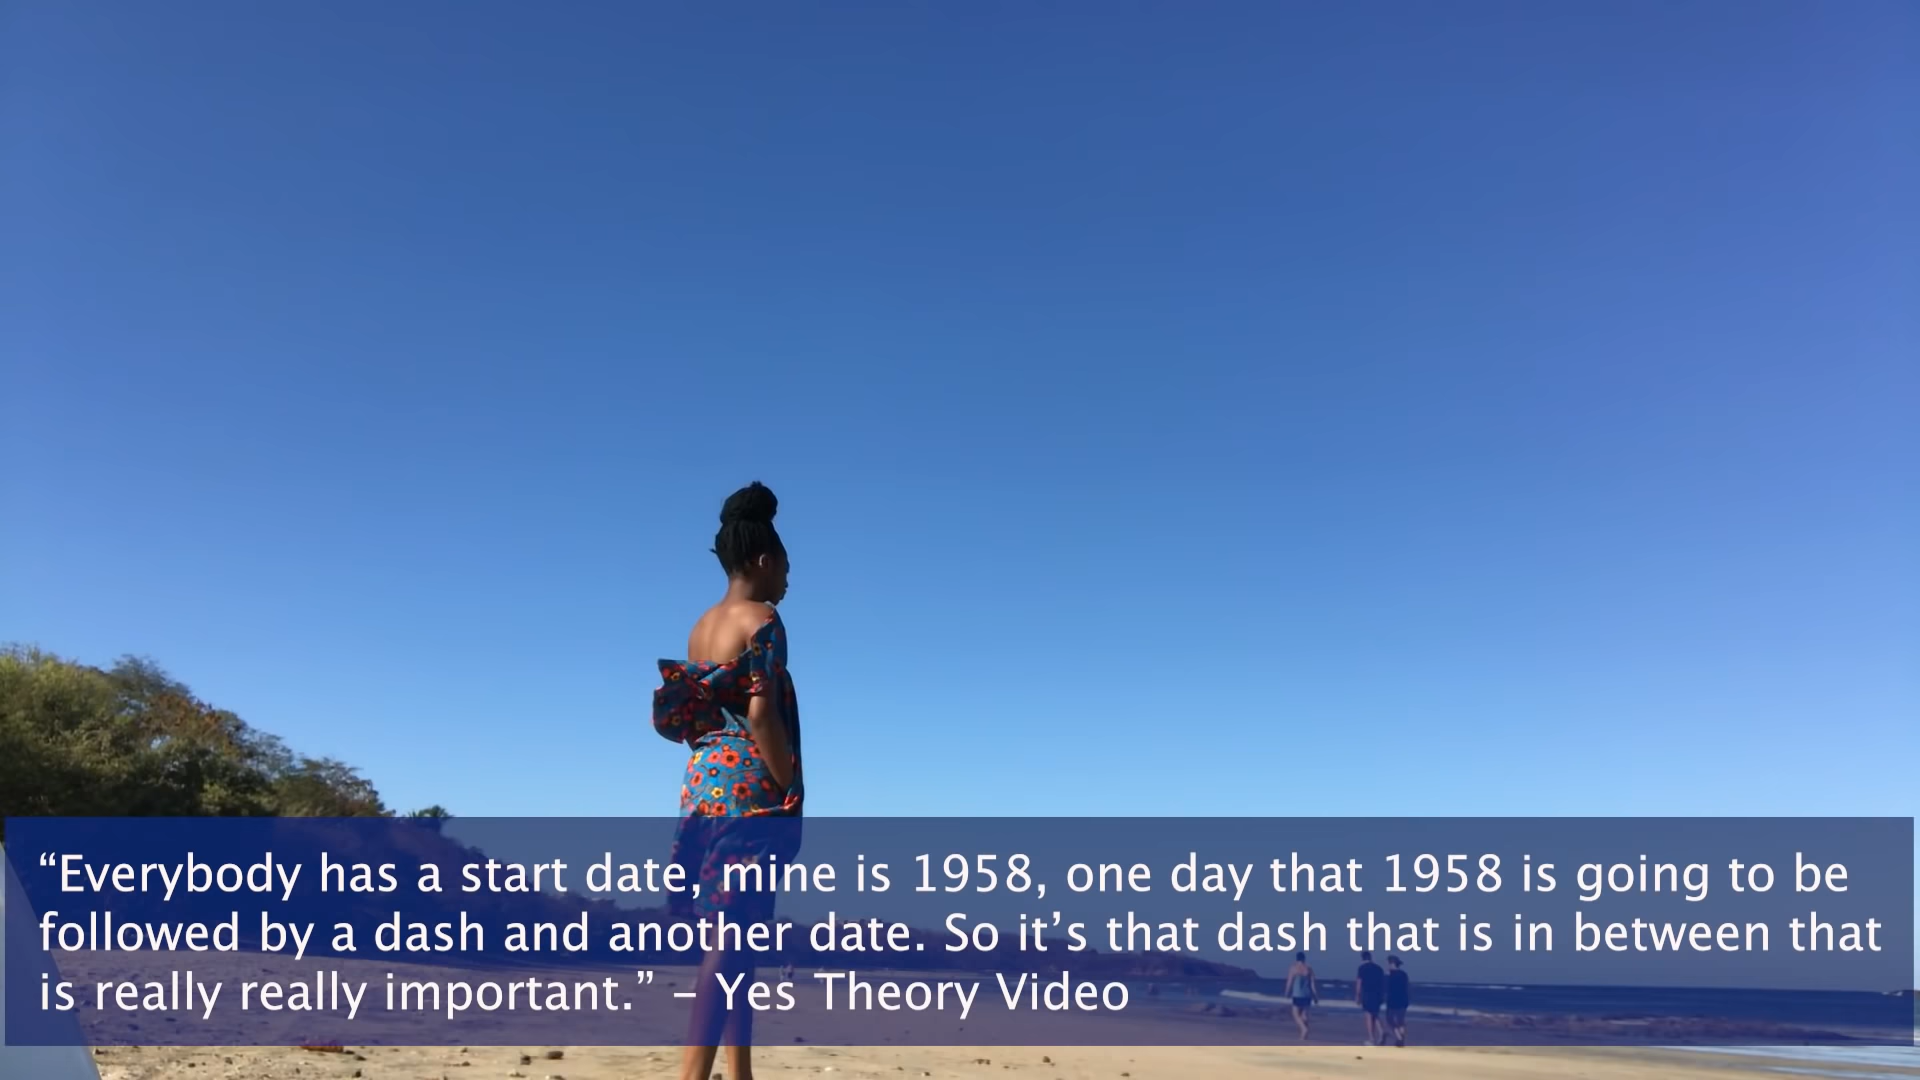 “Everybody has a start date, mine is 1958, one day that 1958 is going to be
followed by a dash and another date. So it’s that dash that is in between that
is really really important.” – Yes Theory Video